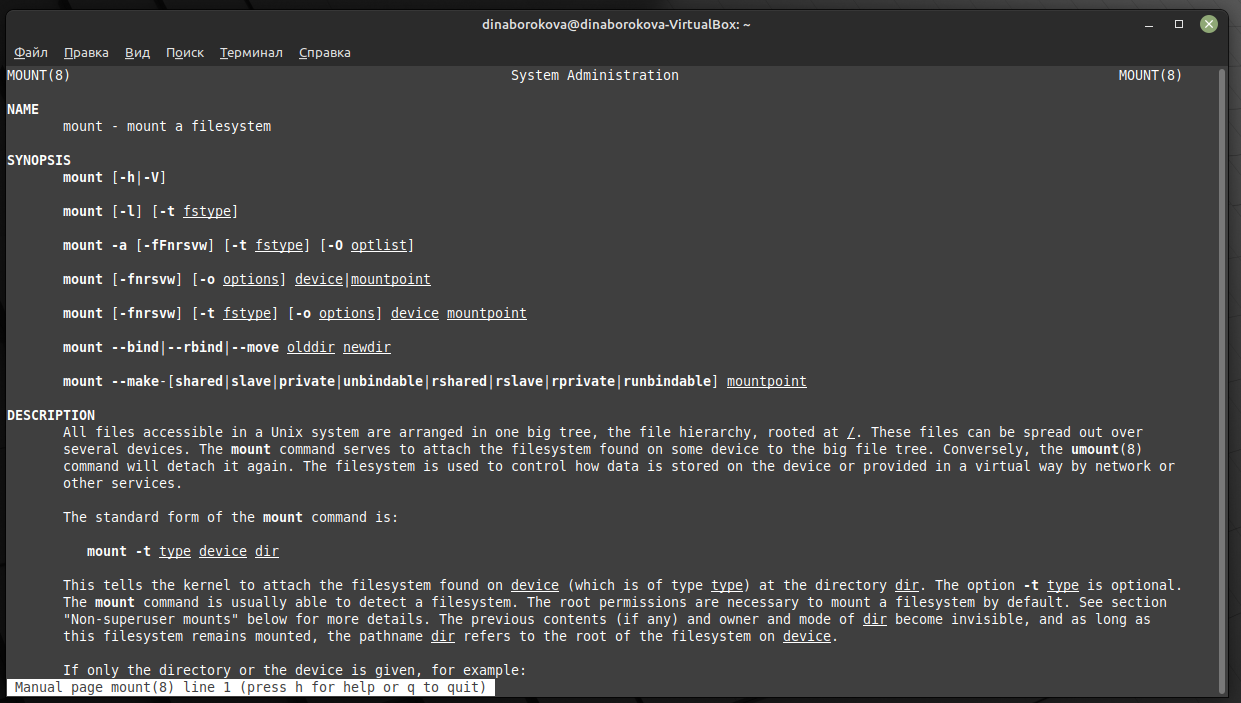 dinaborokova@dinaborokova-VirtualBox: ~
Файл Правка Вид Поиск Терминал Справка
MOUNT(8) System Administration MOUNT(8)
NAME
mount - mount a filesystem
SYNOPSIS
mount [-h|-V]
mount [-l] [-t fstype]
mount -a [-fFnrsvw] [-t fstype] [-O optlist]
mount [-fnrsvw] [-o options] device|mountpoint
mount [-fnrsvw] [-t fstype] [-o options] device mountpoint
mount --bind|--rbind|--move olddir newdir
mount --make-[shared|slave|private|unbindable|rshared|rslave|rprivate|runbindable] mountpoint
DESCRIPTION
All files accessible in a Unix system are arranged in one big tree, the file hierarchy, rooted at /. These files can be spread out over
several devices. The mount command serves to attach the filesystem found on some device to the big file tree. Conversely, the umount(8)
command will detach it again. The filesystem is used to control how data is stored on the device or provided in a virtual way by network or
other services.
The standard form of the mount command is:
mount -t type device dir
This tells the kernel to attach the filesystem found on device (which is of type type) at the directory dir. The option -t type is optional.
The mount command is usually able to detect a filesystem. The root permissions are necessary to mount a filesystem by default. See section
"Non-superuser mounts" below for more details. The previous contents (if any) and owner and mode of dir become invisible, and as long as
this filesystem remains mounted, the pathname dir refers to the root of the filesystem on device.
If only the directory or the device is given, for example:
Manual page mount(8) line 1 (press h for help or q to quit)